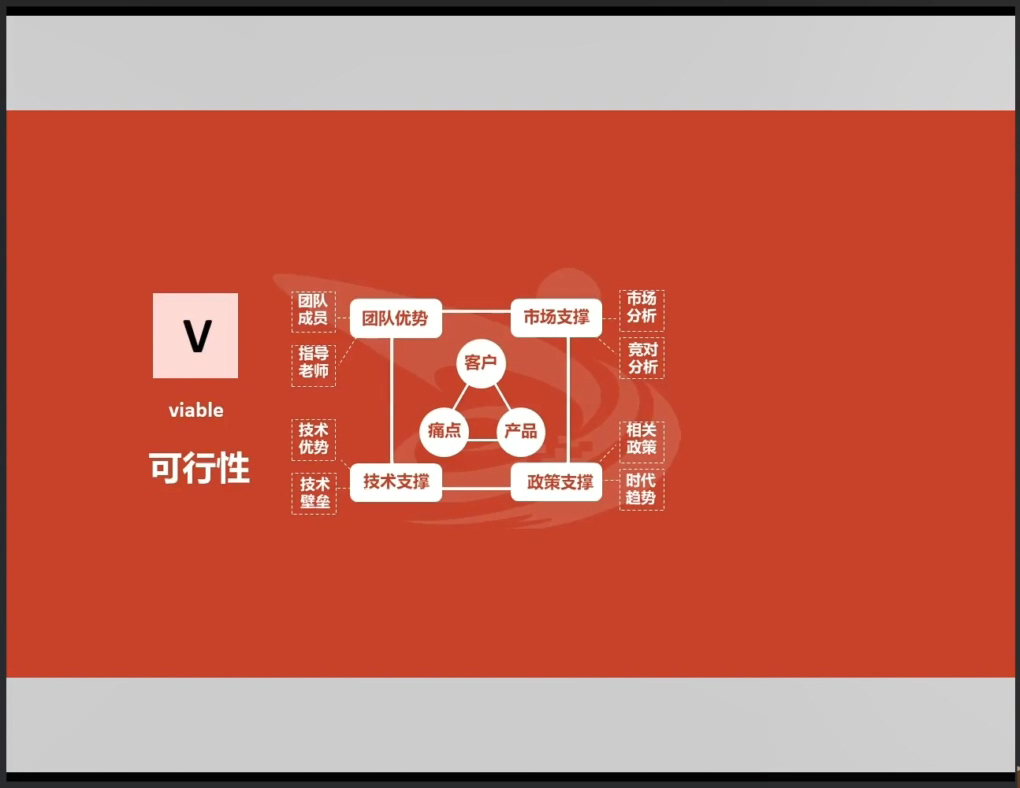 V
viable
可行性
团队
成员
指导
老师
技术
优势
技术
壁垒
团队优势
市场支撑
客户
痛点
产品
技术支撑
政策支撑
市场
分析
竞对
分析
相关
政策
时代
趋势